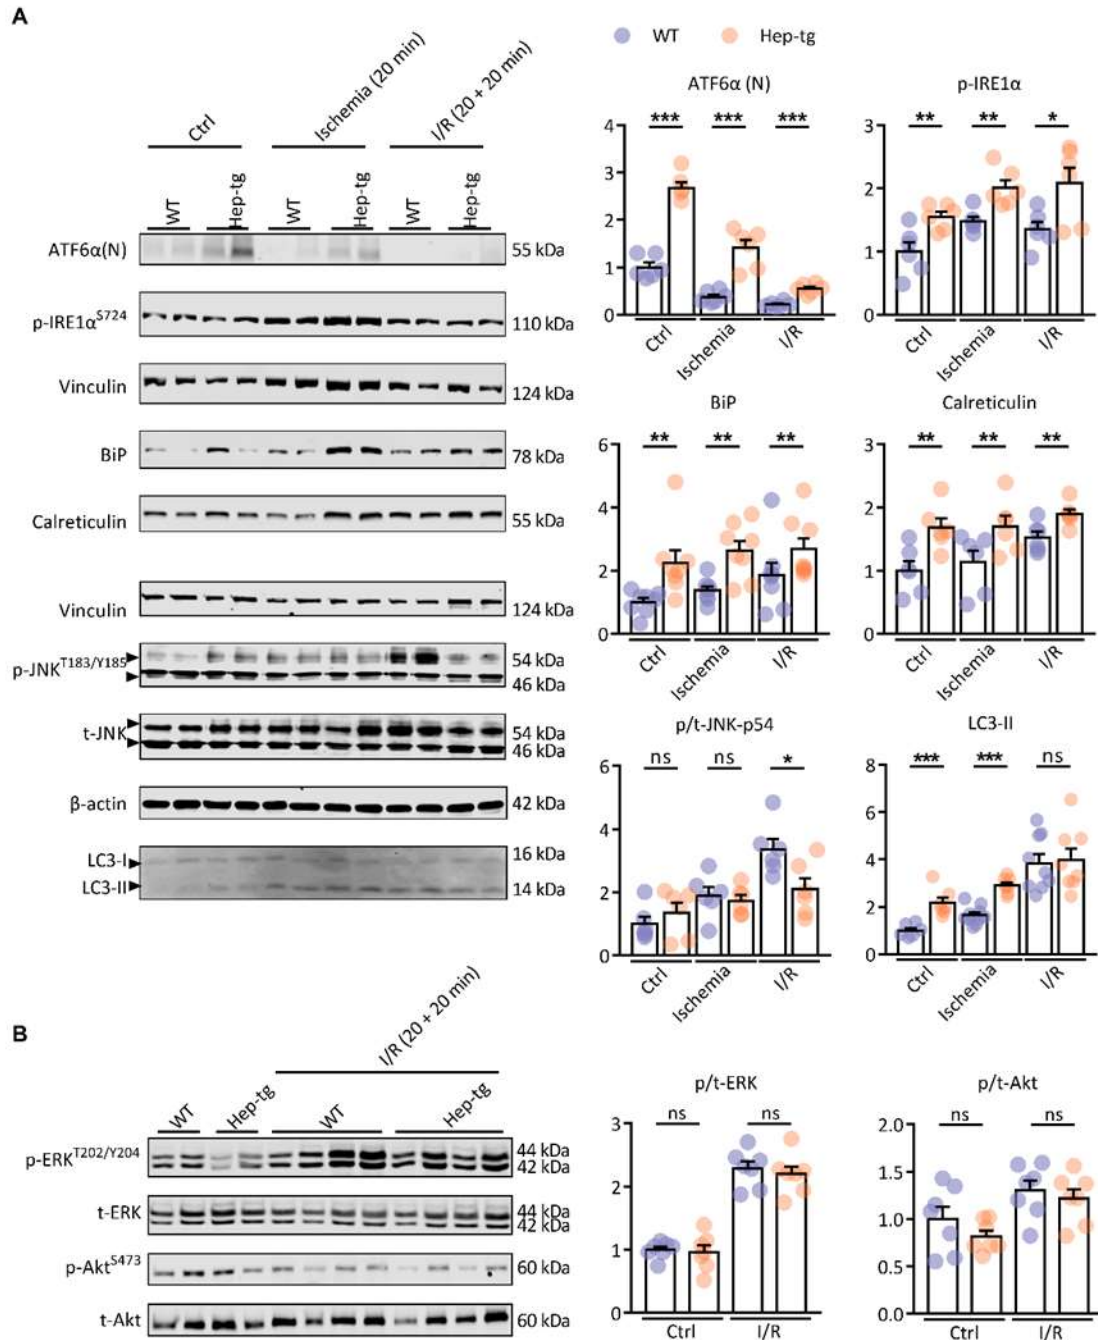 A
WT Hep-tg
Ctrl
Ischemia (20 min)
I/R (20 + 20 min)
WT Hep-tg WT Hep-tg WT Hep-tg
ATF6α(N) 55 kDa
p-IRE1α^S724 110 kDa
Vinculin 124 kDa
BiP 78 kDa
Calreticulin 55 kDa
Vinculin 124 kDa
p-JNK^T183/Y185 54 kDa
46 kDa
t-JNK 54 kDa
46 kDa
β-actin 42 kDa
LC3-I 16 kDa
LC3-II 14 kDa
ATF6α (N)
*** *** ***
4
3
2
1
0
Ctrl Ischemia I/R
p-IRE1α
** ** *
3
2
1
0
Ctrl Ischemia I/R
BiP
** ** **
6
4
2
0
Ctrl Ischemia I/R
Calreticulin
** ** **
3
2
1
0
Ctrl Ischemia I/R
p/t-JNK-p54
ns ns *
6
4
2
0
Ctrl Ischemia I/R
LC3-II
*** *** ns
8
6
4
2
0
Ctrl Ischemia I/R
B
I/R (20 + 20 min)
WT Hep-tg WT Hep-tg
p-ERK^T202/Y204 44 kDa
42 kDa
t-ERK 44 kDa
42 kDa
p-Akt^S473 60 kDa
t-Akt 60 kDa
p/t-ERK
ns ns
3
2
1
0
Ctrl I/R
p/t-Akt
ns ns
2.0
1.5
1.0
0.5
0.0
Ctrl I/R